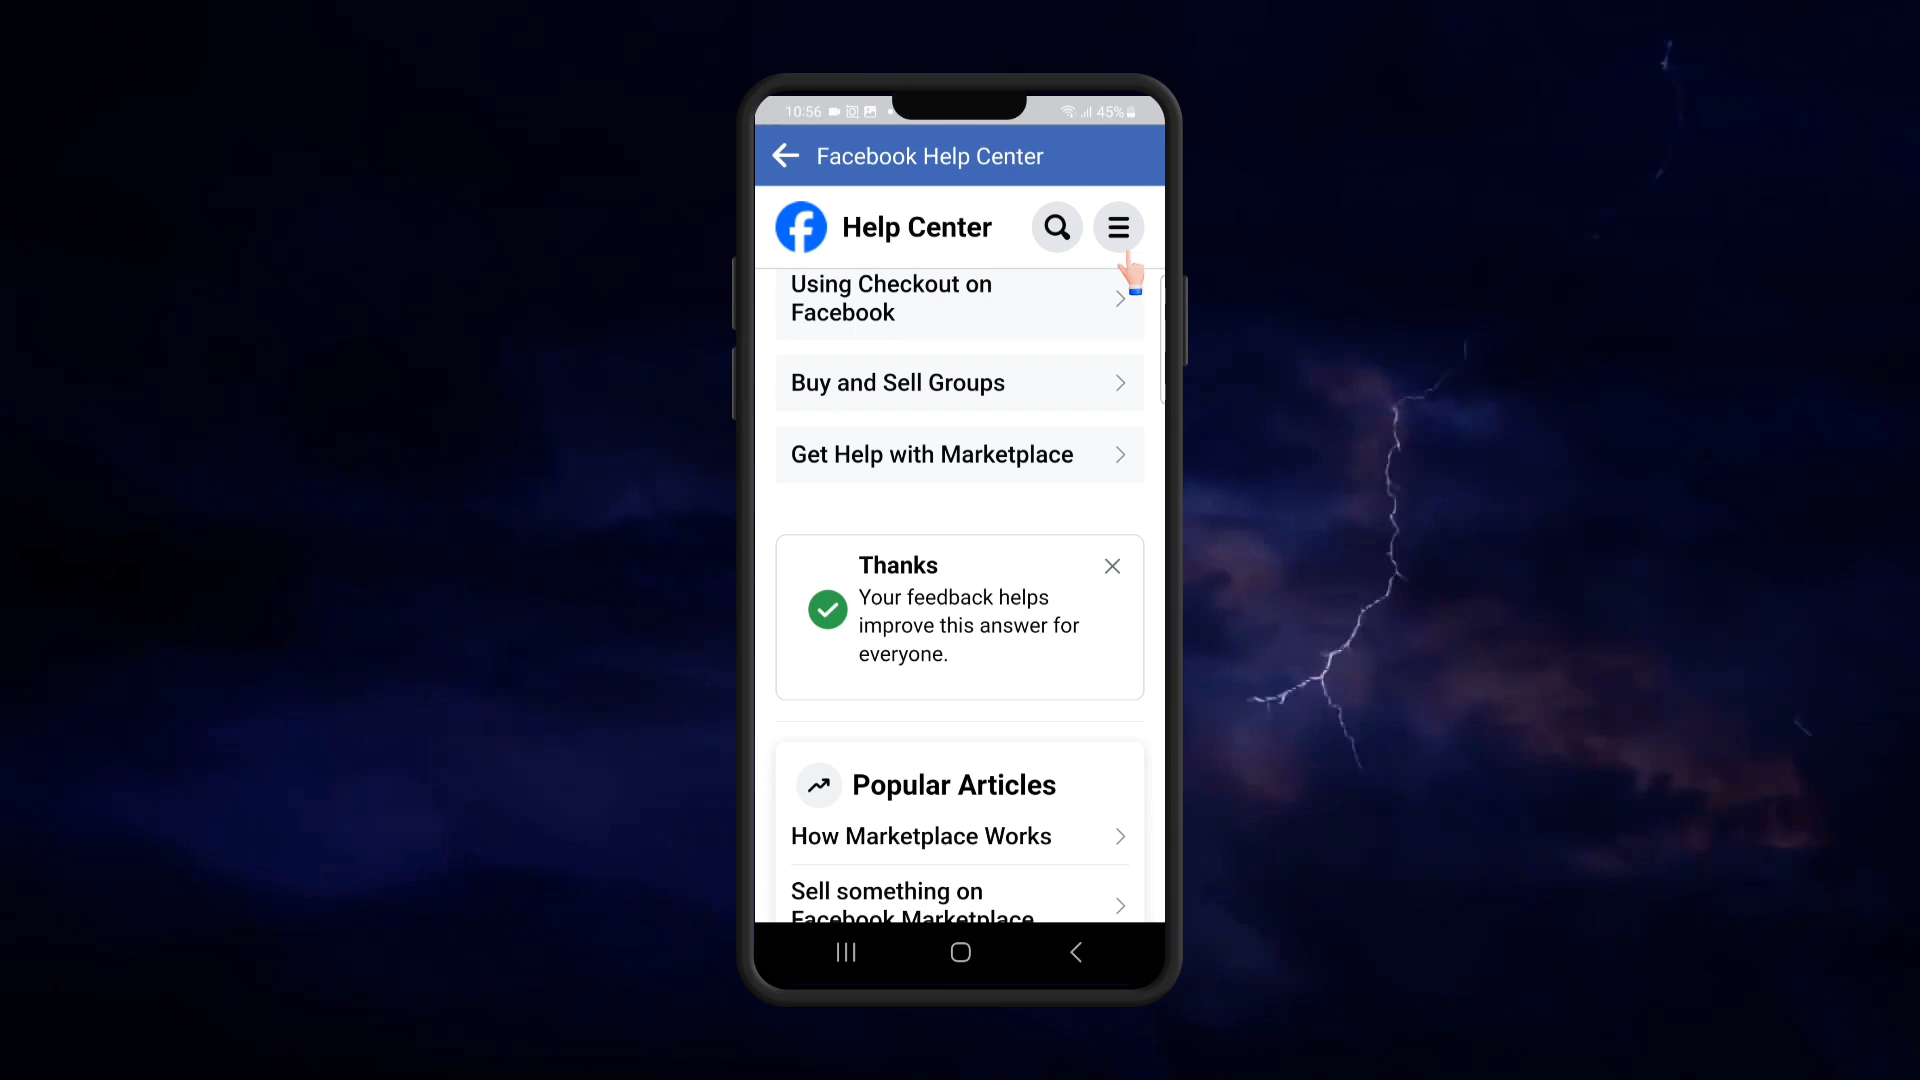 10:56
45%
Facebook Help Center
Help Center
Using Checkout on
Facebook
Buy and Sell Groups
Get Help with Marketplace
Thanks
Your feedback helps
improve this answer for
everyone.
Popular Articles
How Marketplace Works
Sell something on
Facebook Marketplace